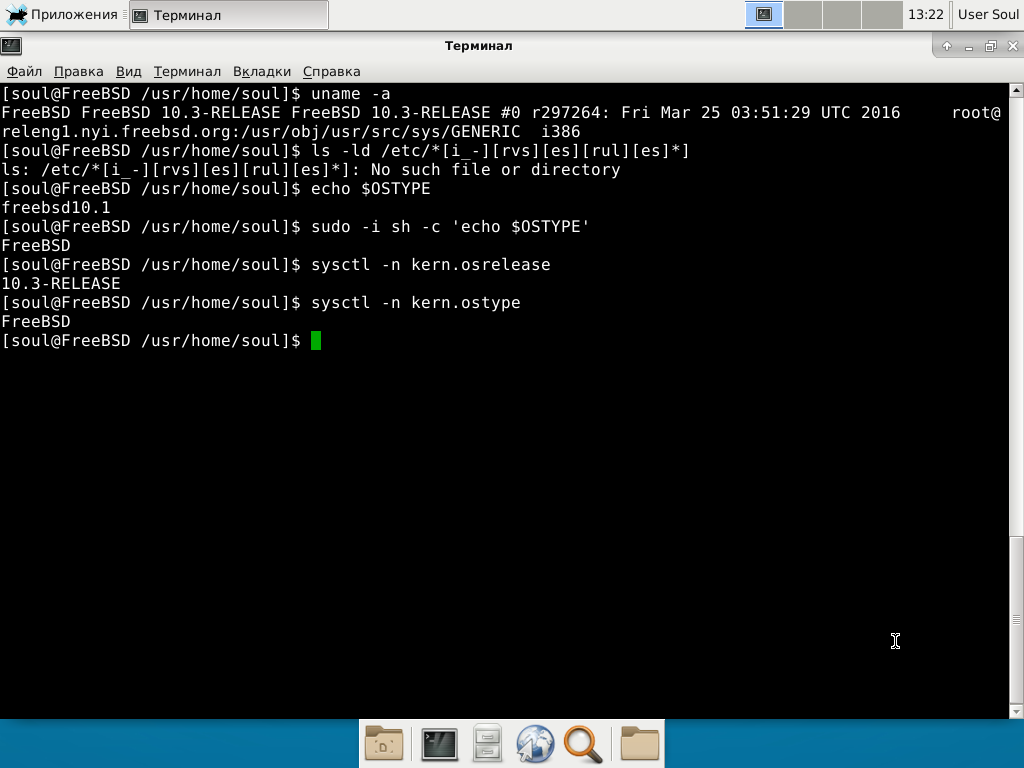 Приложения Терминал 13:22 User Soul
Терминал
Файл Правка Вид Терминал Вкладки Справка
[soul@FreeBSD /usr/home/soul]$ uname -a
FreeBSD FreeBSD 10.3-RELEASE FreeBSD 10.3-RELEASE #0 r297264: Fri Mar 25 03:51:29 UTC 2016     root@
releng1.nyi.freebsd.org:/usr/obj/usr/src/sys/GENERIC  i386
[soul@FreeBSD /usr/home/soul]$ ls -ld /etc/*[i_-][rvs][es][rul][es]*]
ls: /etc/*[i_-][rvs][es][rul][es]*]: No such file or directory
[soul@FreeBSD /usr/home/soul]$ echo $OSTYPE
freebsd10.1
[soul@FreeBSD /usr/home/soul]$ sudo -i sh -c 'echo $OSTYPE'
FreeBSD
[soul@FreeBSD /usr/home/soul]$ sysctl -n kern.osrelease
10.3-RELEASE
[soul@FreeBSD /usr/home/soul]$ sysctl -n kern.ostype
FreeBSD
[soul@FreeBSD /usr/home/soul]$
D